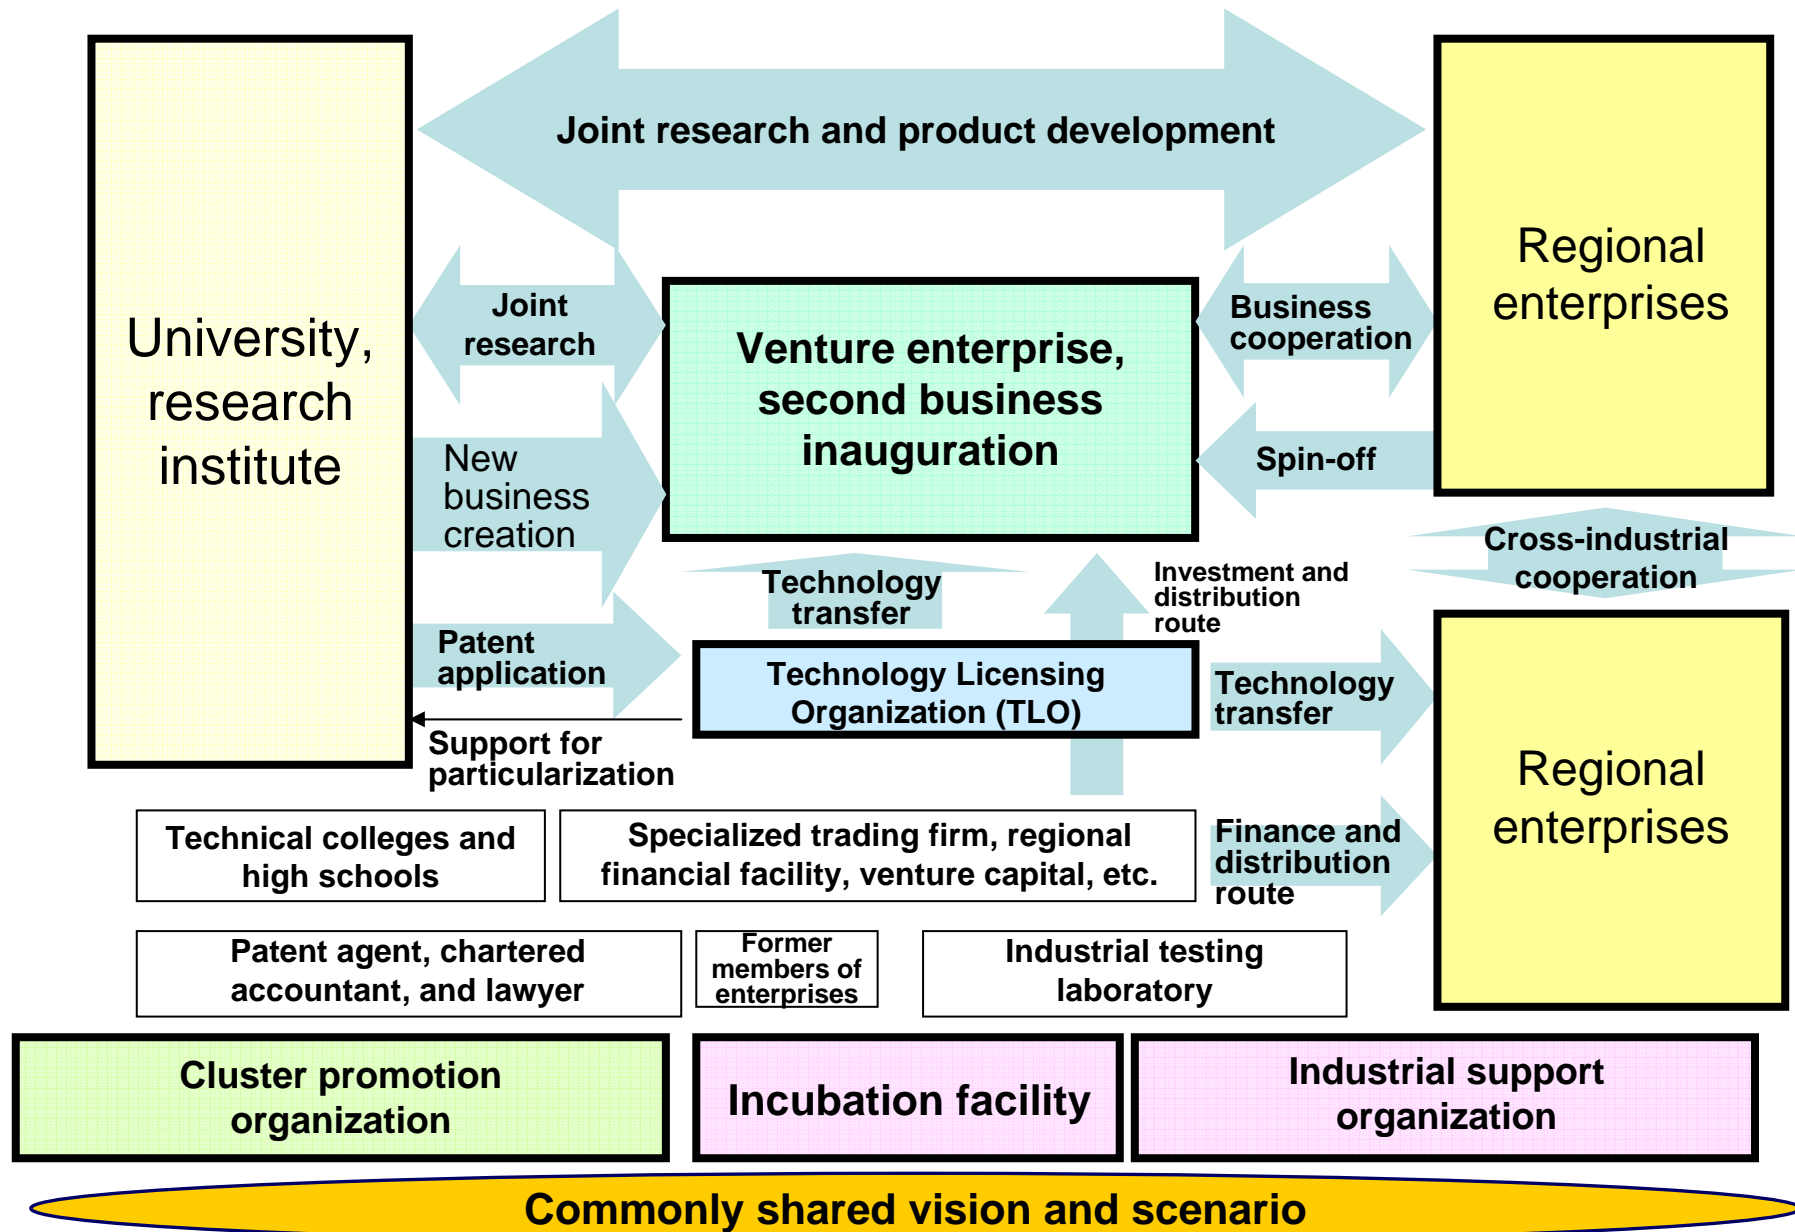 Joint research and product development
University,
research
institute
Regional
enterprises
Joint
research
Venture enterprise,
second business
inauguration
Business
cooperation
New
business
creation
Spin-off
Cross-industrial
cooperation
Technology
transfer
Investment and
distribution
route
Patent
application
Technology Licensing
Organization (TLO)
Technology
transfer
Support for
particularization
Regional
enterprises
Technical colleges and
high schools
Specialized trading firm, regional
financial facility, venture capital, etc.
Finance and
distribution
route
Patent agent, chartered
accountant, and lawyer
Former
members of
enterprises
Industrial testing
laboratory
Cluster promotion
organization
Incubation facility
Industrial support
organization
Commonly shared vision and scenario